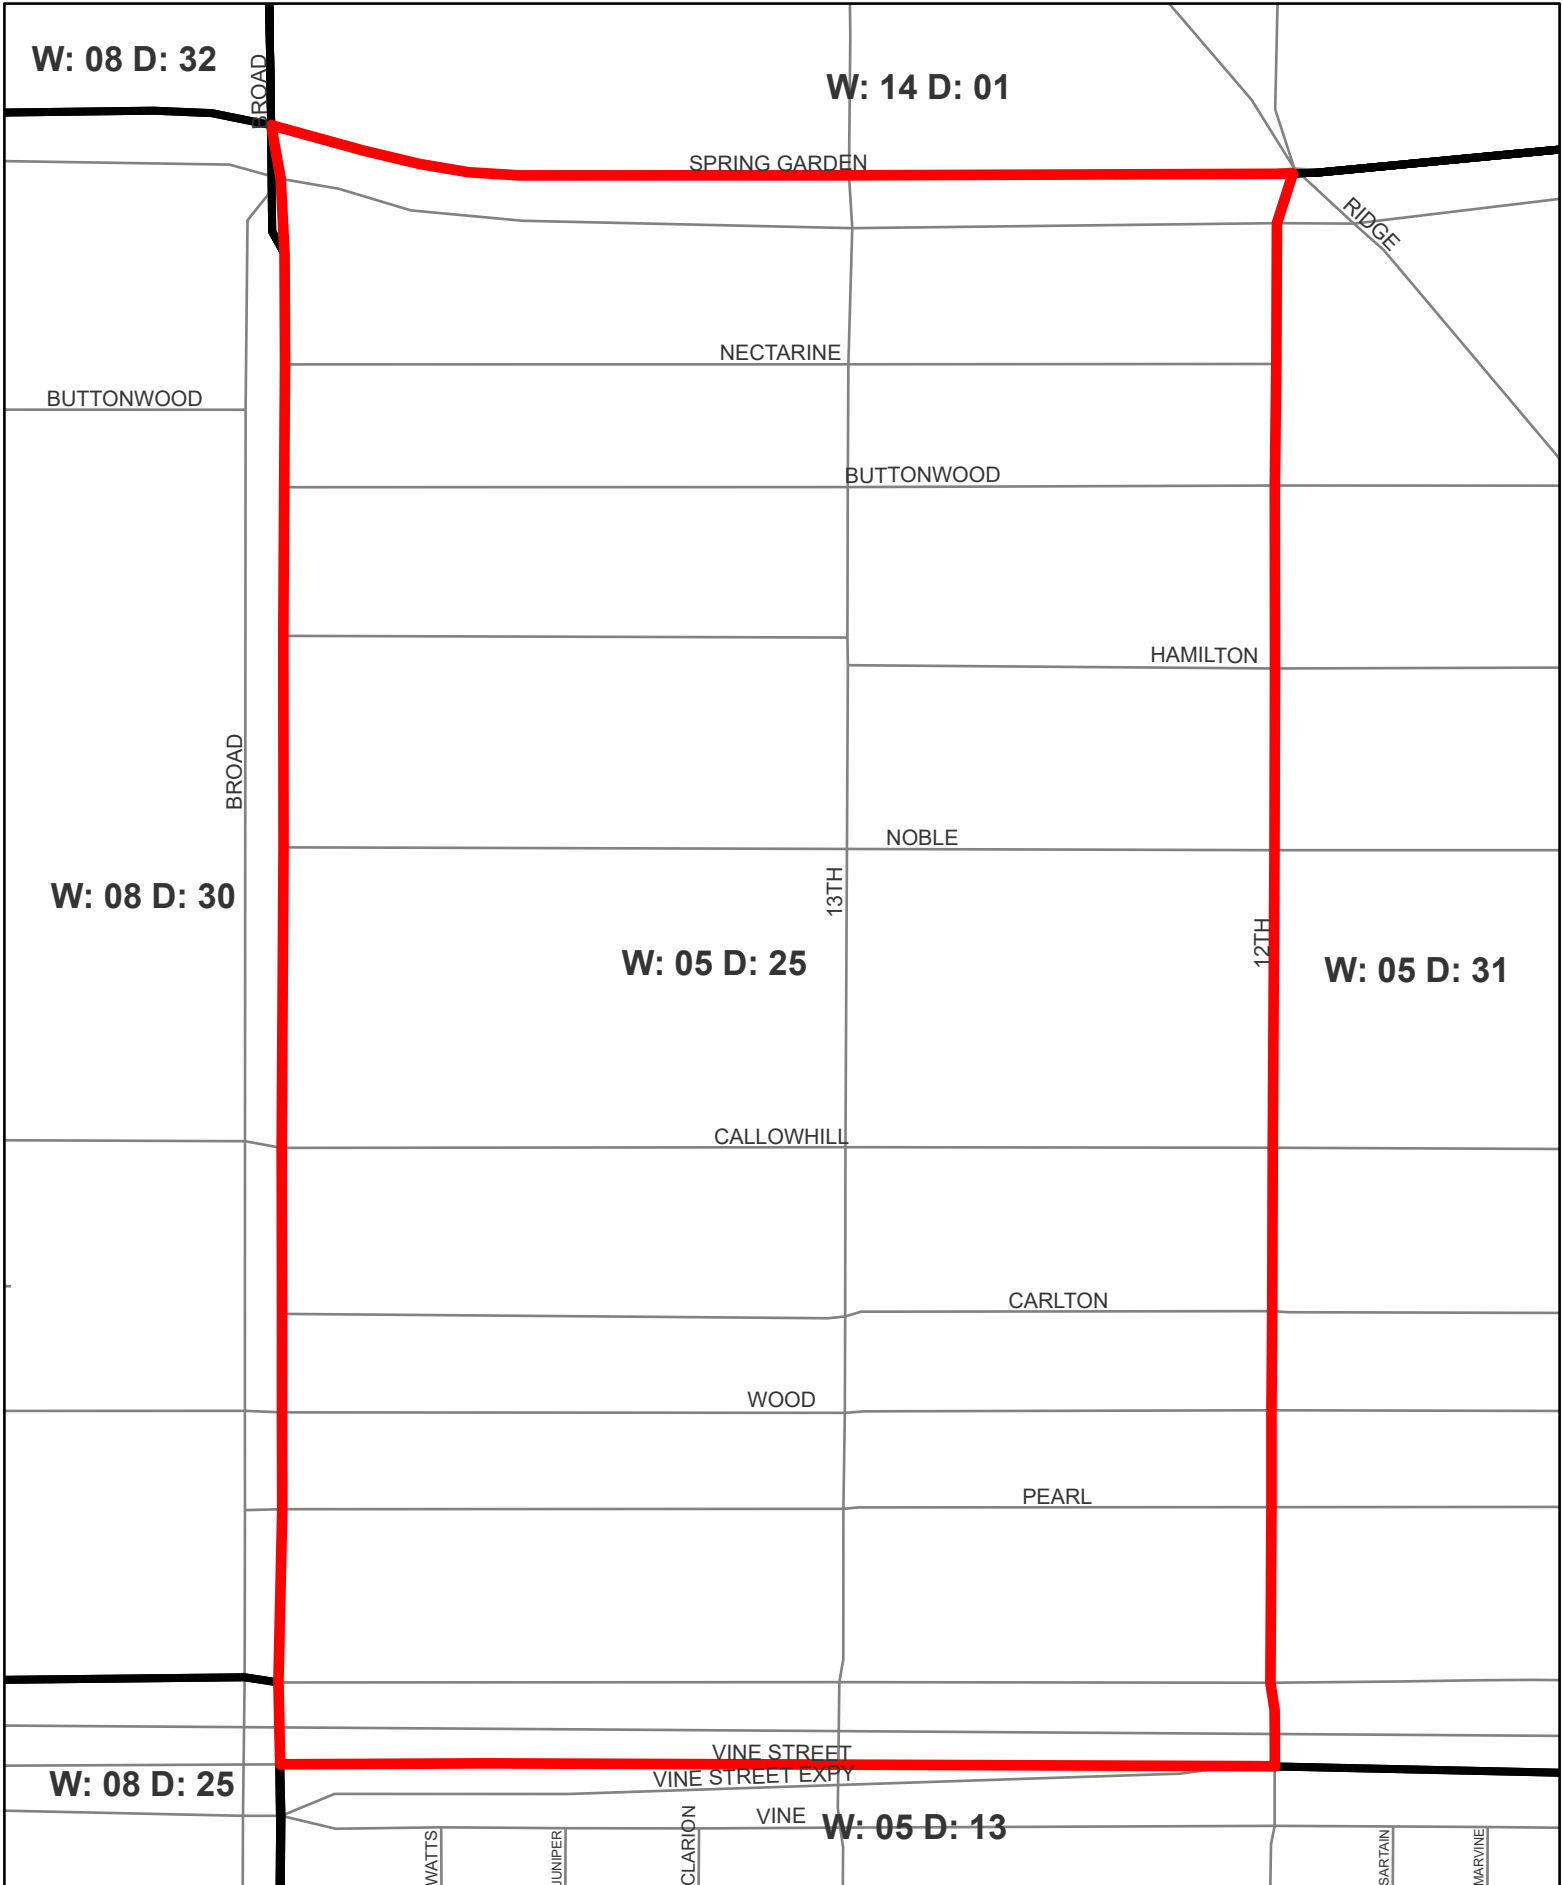 W: 08 D: 32
BROAD
W: 14 D: 01
SPRING GARDEN
RIDGE
NECTARINE
BUTTONWOOD
BUTTONWOOD
HAMILTON
BROAD
NOBLE
13TH
W: 08 D: 30
12TH
W: 05 D: 25
W: 05 D: 31
CALLOWHILL
CARLTON
WOOD
PEARL
VINE STREET
VINE STREET EXPY
W: 08 D: 25
VINE
W: 05 D: 13
WATTS
JUNIPER
CLARION
SARTAIN
MARVINE